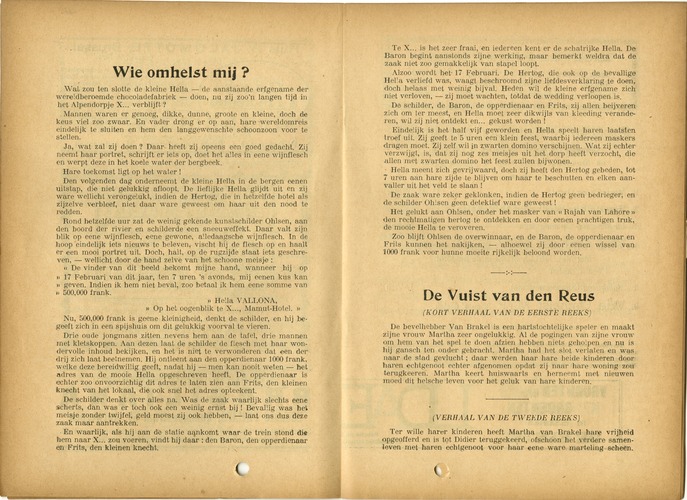 Wie omhelst mij ?
Wat zou ten slotte de kleine Hella — de aanstaande erfgename der
wereldberoemde chocoladefabriek — doen, nu zij zoo'n langen tijd in
het Alpendorpje X... verblijft ?
Mannen waren er genoeg, dikke, dunne, groote en kleine, doch de
keus viel zoo zwaar. En vader drong er op aan, hare wereldommreis
eindelijk te sluiten en hem den langgewenschte schoonzoon voor te
stellen.
Ja, wat zal zij doen ? Daar heeft zij opeens een goed gedacht. Zij
neemt haar portret, schrijft er iets op, doet het alles in eene wijnflesch
en werpt deze in het koele water der bergbeek.
Hare toekomst ligt op het water !
Den volgenden dag onderneemt de kleine Hella in de bergen eenen
uitstap, die niet gelukkig afloopt. De lieflijke Hella glijdt uit en zij
ware wellicht verongelukt, indien de Hertog, die in hetzelfde hotel als
zijzelve verbleef, niet daar ware geweest om haar uit den nood te
redden.
Rond hetzelfde uur zat de weinig gekende kunstschilder Ohlsen, aan
den boord der rivier en schilderde een sneeuweffekt. Daar valt zijn
blik op eene wijnflesch, eene gewone, alledaagsche wijnflesch. In de
hoop eindelijk iets nieuws te beleven, vischt hij de flesch op en haalt
er een mooi portret uit. Doch, halt, op de rugzijde staat iets geschre-
ven, — wellicht door de hand zelve van het schoone meisje :
» De vinder van dit beeld bekomt mijne hand, wanneer hij op
» 17 Februari van dit jaar, ten 7 uren 's avonds, mij eenen kus kan
» geven. Indien ik hem niet beval, zoo betaal ik hem eene somme van
» 500,000 frank.
» Hella VALLONA,
» Op het oogenblik te X..., Mamut-Hotel. »
Nu, 500,000 frank is geene kleinigheid, denkt de schilder, en hij be-
geeft zich in een spijshuis om dit gelukkig voorval te vieren.
Drie oude jongmans zitten nevens hem aan de tafel, drie mannen
met kletskoppen. Aan dezen laat de schilder de flesch met haar won-
dervolle inhoud bekijken, en het is niet te verwonderen dat een der
drij zich laat beetnemen. Hij ontleent aan den opperdienaar 1000 frank,
welke deze bereidwillig geeft, nadat hij — men kan nooit weten — het
adres van de mooie Hella opgeschreven heeft. De opperdienaar is
echter zoo onvoorzichtig dit adres te laten zien aan Frits, den kleinen
knecht van het lokaal, die ook snel het adres opteekent.
De schilder denkt over alles na. Was de zaak waarlijk slechts eene
scherts, dan was er toch ook een weinig ernst bij ! Bevallig was het
meisje zonder twijfel, geld moest zij ook hebben, — laat ons dus deze
zaak maar aantrekken.
En waarlijk, als hij aan de statie aankomt waar de trein stond die
hem naar X... zou voeren, vindt hij daar : den Baron, den opperdienaar
en Frits, den kleinen knecht.
Te X... is het zeer fraai, en iedereen kent er de schalrijke Hella. De
Baron begint aanstonds zijne werking, maar bemerkt weldra dat de
zaak niet zoo gemakkelijk van stapel loopt.
Alzoo wordt het 17 Februari. De Hertog, die ook op de bevallige
Hella verliefd was, waagt beschroomd zijne liefdesverklaring te doen,
doch helaas met weinig bijval. Heden wil de kleine erfgename zich
niet verloven, — zij moet wachten, totdat de wedding verloopen is.
De schilder, de Baron, de opperdienaar en Frits, zij allen beijveren
zich om ter meest, en Hella moet zeer dikwijls van kleeding verande-
ren, wil zij niet ontdekt en... gekust worden !
Eindelijk is het half vijf geworden en Hella speelt haren laatsten
troef uit. Zij geeft te 5 uren een klein feest, waarbij iedereen maskers
dragen moet. Zij zelf wil in zwarten domino verschijnen. Wat zij echter
verzwijgt, is, dat zij nog zes meisjes uit het dorp heeft verzocht, die
allen met zwarten domino het feest zullen bijwonen.
Hella meent zich gevrijwaard, doch zij heeft den Hertog gebeden, tot
7 uren aan hare zijde te blijven om haar te beschutten en elken aan-
valler uit het veld te slaan !
De zaak ware zeker geklonken, indien de Hertog geen bedrieger, en
de schilder Ohlsen geen detektief ware geweest !
Het gelukt aan Ohlsen, onder het masker van « Rajah van Lahore »
den rechtmatigen hertog te ontdekken en door eenen prachtigen truk,
de mooie Hella te veroveren.
Zoo blijft Ohlsen de overwinnaar, en de Baron, de opperdienaar en
Frits kunnen het nakijken, — alhoewel zij door eenen wissel van
1000 frank voor hunne moeite rijkelijk beloond worden.
De Vuist van den Reus
(KORT VERHAAL VAN DE EERSTE REEKS)
De bevelhebber Van Brakel is een hartstochtelijke speler en maakt
zijne vrouw Martha zeer ongelukkig. Al de pogingen van zijne vrouw
om hem van het spel te doen afzien hebben niets geholpen en nu is
hij gansch ten onder gebracht. Martha had het slot verlaten en was
naar de stad gevlucht ; daar werden haar hare beide kinderen door
haren echtgenoot echter afgenomen opdat zij naar hare woning zou
terugkeeren. Martha keert huiswaarts en herneemt met nieuwen
moed dit helsche leven voor het geluk van hare kinderen.
(VERHAAL VAN DE TWEEDE REEKS)
Ter wille harer kinderen heeft Martha van Brakel hare vrijheid
opgeofferd en is tot Didier teruggekeerd, ofschoon het verdere samen-
leven met haren echtgenoot voor haar eene ware marteling scheen.